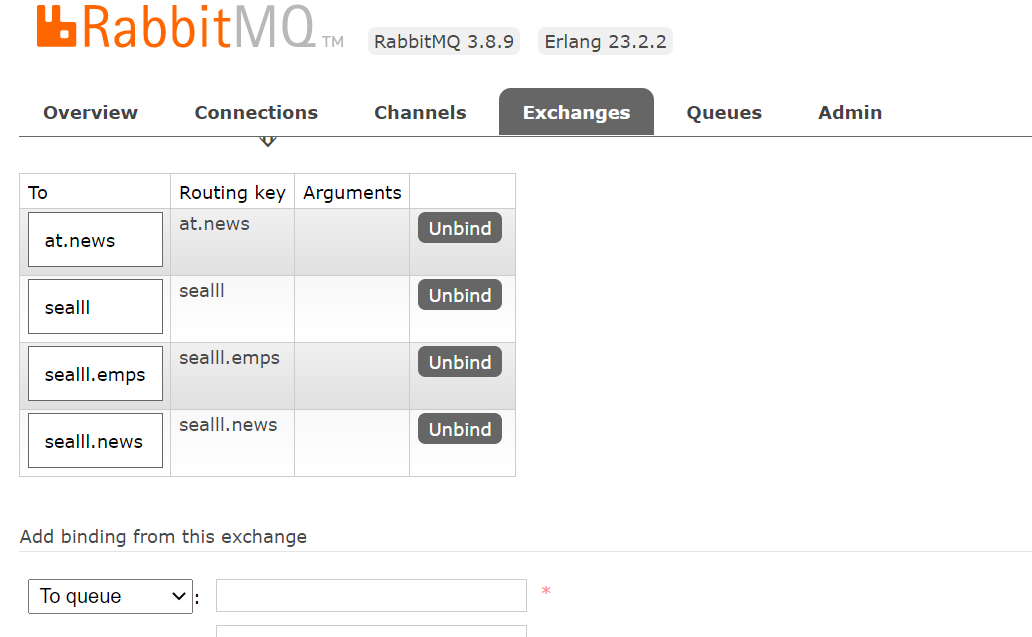 RabbitMQ TM RabbitMQ 3.8.9 Erlang 23.2.2
Overview Connections Channels Exchanges Queues Admin
To Routing key Arguments
at.news at.news Unbind
sealll sealll Unbind
sealll.emps sealll.emps Unbind
sealll.news sealll.news Unbind
Add binding from this exchange
To queue : *